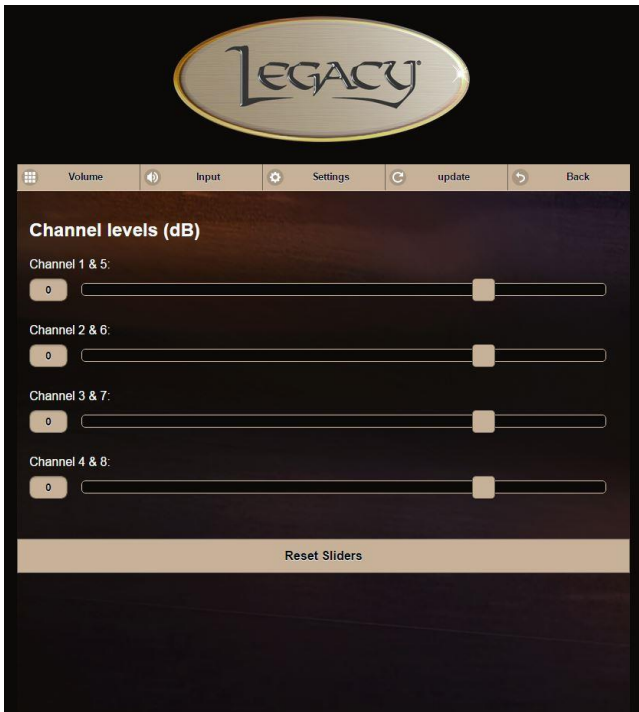 LEGACY
Volume Input Settings update Back
Channel levels (dB)
Channel 1 & 5:
0
Channel 2 & 6:
0
Channel 3 & 7:
0
Channel 4 & 8:
0
Reset Sliders